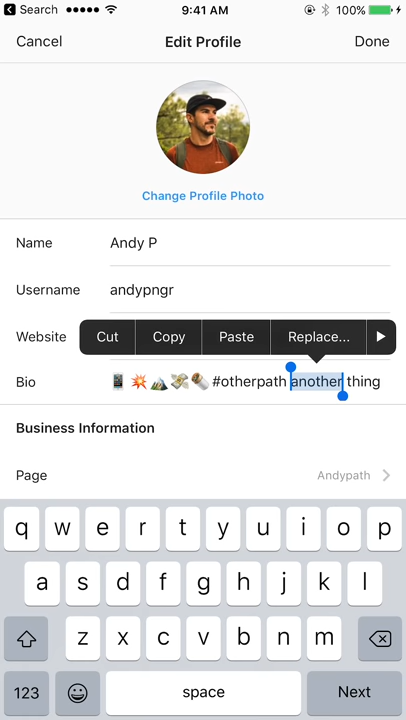 Search 9:41 AM 100%
Cancel Edit Profile Done
Change Profile Photo
Name Andy P
Username andypngr
Website Cut Copy Paste Replace...
Bio 📱💥🏔💸🌯 #otherpath another thing
Business Information
Page Andypath
q w e r t y u i o p
a s d f g h j k l
z x c v b n m
123 space Next